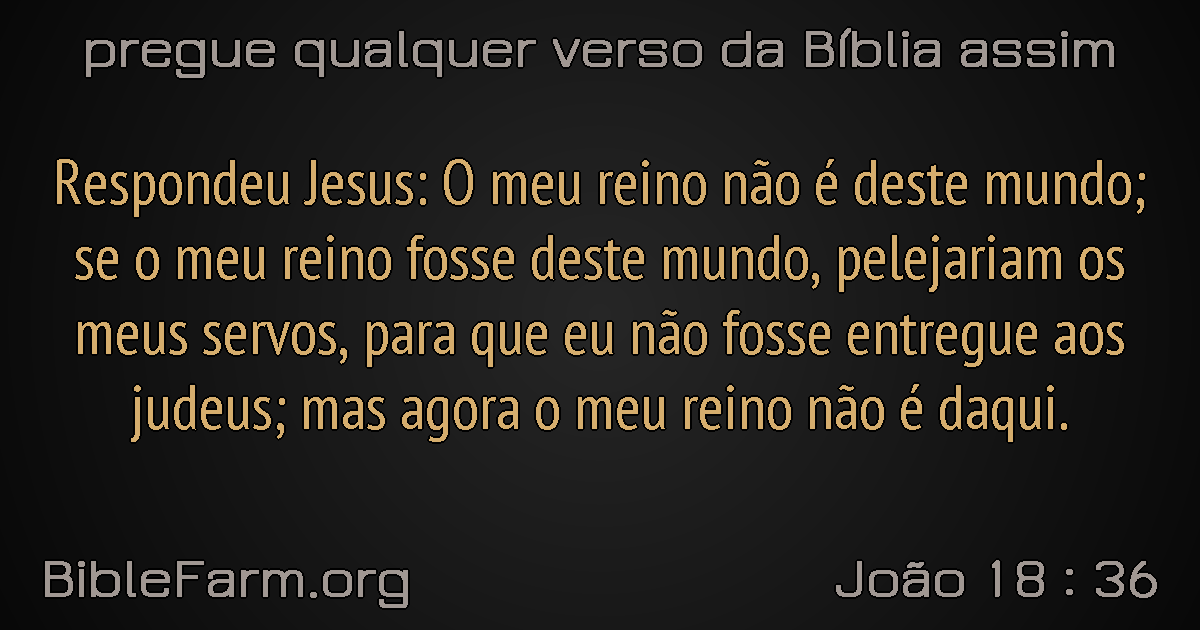 pregue qualquer verso da Bíblia assim
Respondeu Jesus: O meu reino não é deste mundo;
se o meu reino fosse deste mundo, pelejariam os
meus servos, para que eu não fosse entregue aos
judeus; mas agora o meu reino não é daqui.
BibleFarm.org
João 18 : 36